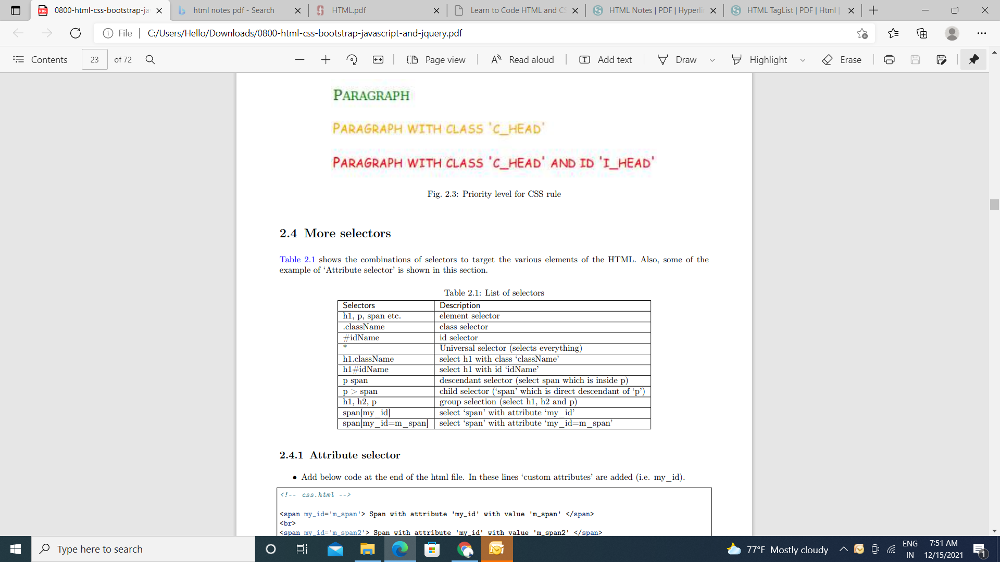 0800-html-css-bootstrap-ja
html notes pdf - Search
HTML.pdf
Learn to Code HTML and CS
HTML Notes | PDF | Hyperli
HTML TagList | PDF | Html |
File
C:/Users/Hello/Downloads/0800-html-css-bootstrap-javascript-and-jquery.pdf
Contents
23
of 72
Page view
Read aloud
Add text
Draw
Highlight
Erase
PARAGRAPH
PARAGRAPH WITH CLASS 'C_HEAD'
PARAGRAPH WITH CLASS 'C_HEAD' AND ID 'I_HEAD'
Fig. 2.3: Priority level for CSS rule
2.4 More selectors
Table 2.1 shows the combinations of selectors to target the various elements of the HTML. Also, some of the
example of ‘Attribute selector’ is shown in this section.
Table 2.1: List of selectors
Selectors Description
h1, p, span etc. element selector
.className class selector
#idName id selector
* Universal selector (selects everything)
h1.className select h1 with class ‘className’
h1#idName select h1 with id ‘idName’
p span descendant selector (select span which is inside p)
p > span child selector (‘span’ which is direct descendant of ‘p’)
h1, h2, p group selection (select h1, h2 and p)
span[my_id] select ‘span’ with attribute ‘my_id’
span[my_id=m_span] select ‘span’ with attribute ‘my_id=m_span’
2.4.1 Attribute selector
• Add below code at the end of the html file. In these lines ‘custom attributes’ are added (i.e. my_id).
<!-- css.html -->
<span my_id='m_span'> Span with attribute 'my_id' with value 'm_span' </span>
<br>
<span my_id='m_span2'> Span with attribute 'my_id' with value 'm_span2' </span>
Type here to search
77°F Mostly cloudy
ENG
IN
7:51 AM
12/15/2021
1